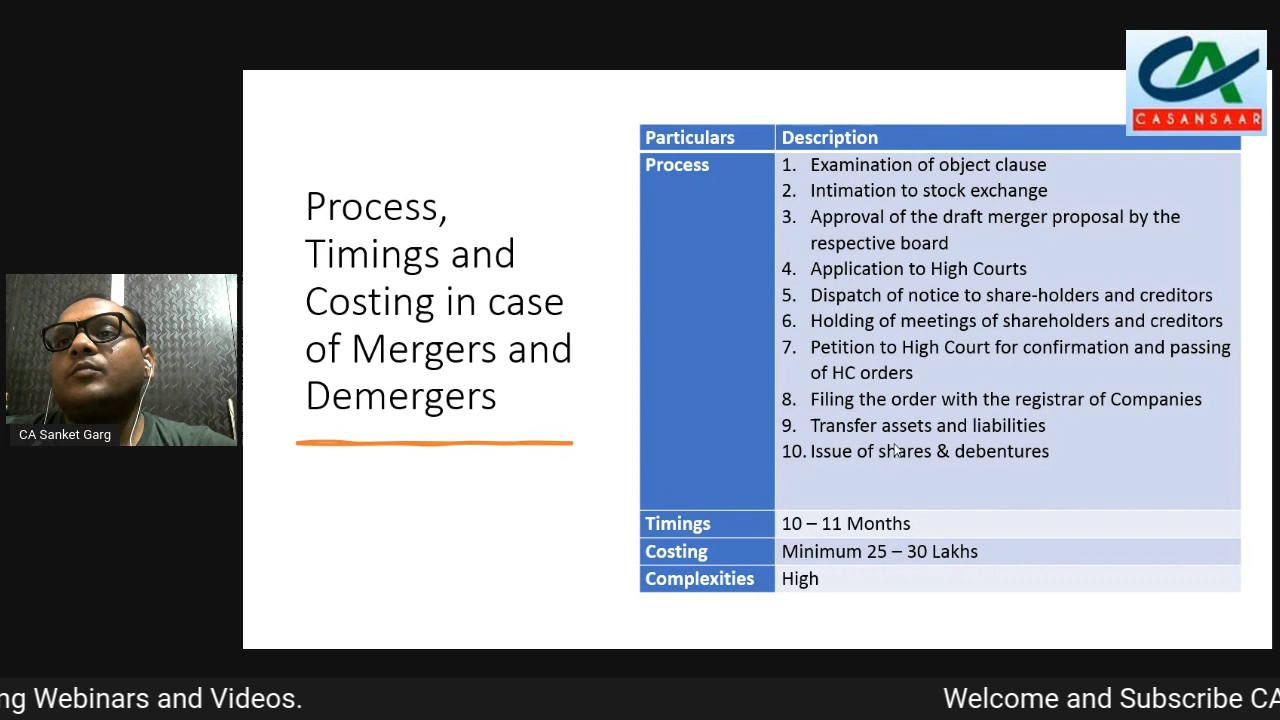 CA
CASANSAAR
Process,
Timings and
Costing in case
of Mergers and
Demergers
Particulars Description
Process
1. Examination of object clause
2. Intimation to stock exchange
3. Approval of the draft merger proposal by the
respective board
4. Application to High Courts
5. Dispatch of notice to share-holders and creditors
6. Holding of meetings of shareholders and creditors
7. Petition to High Court for confirmation and passing
of HC orders
8. Filing the order with the registrar of Companies
9. Transfer assets and liabilities
10. Issue of shares & debentures
Timings 10 – 11 Months
Costing Minimum 25 – 30 Lakhs
Complexities High
CA Sanket Garg
ng Webinars and Videos. Welcome and Subscribe CA